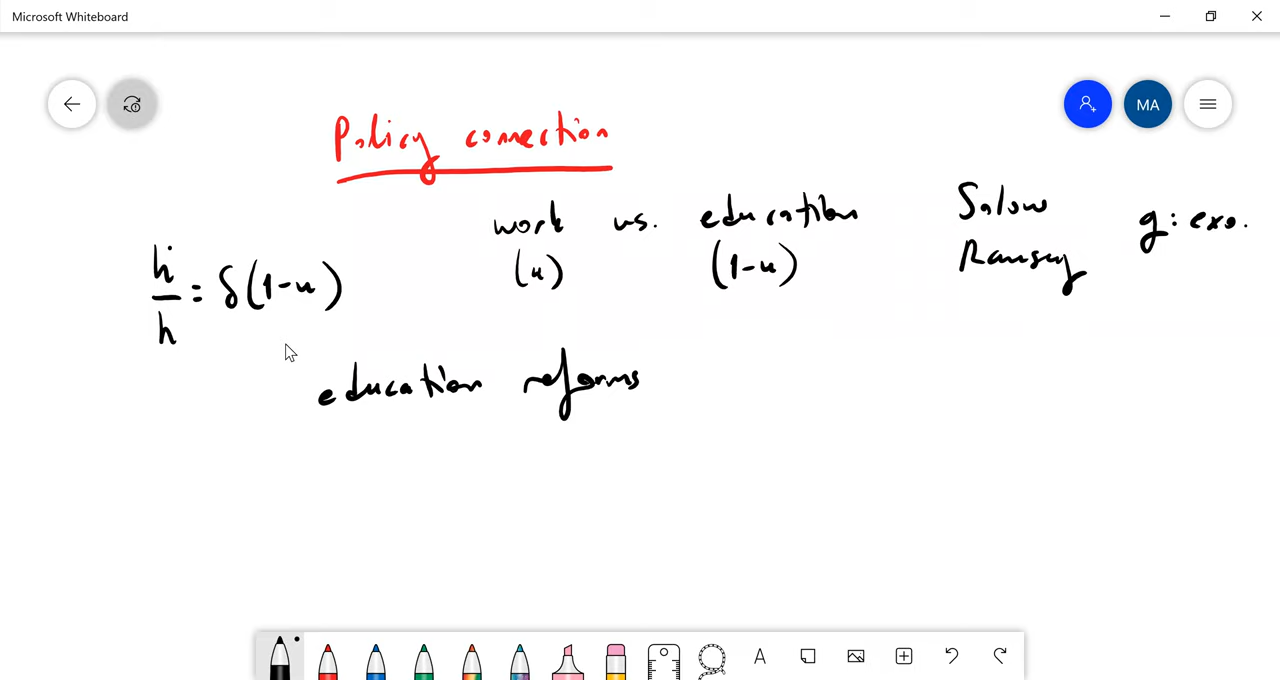 Microsoft Whiteboard
MA
Policy connection
work vs. education
(u) (1-u)
Solow
Ramsey
g: exo.
ḣ/h = δ(1-u)
education reforms
A